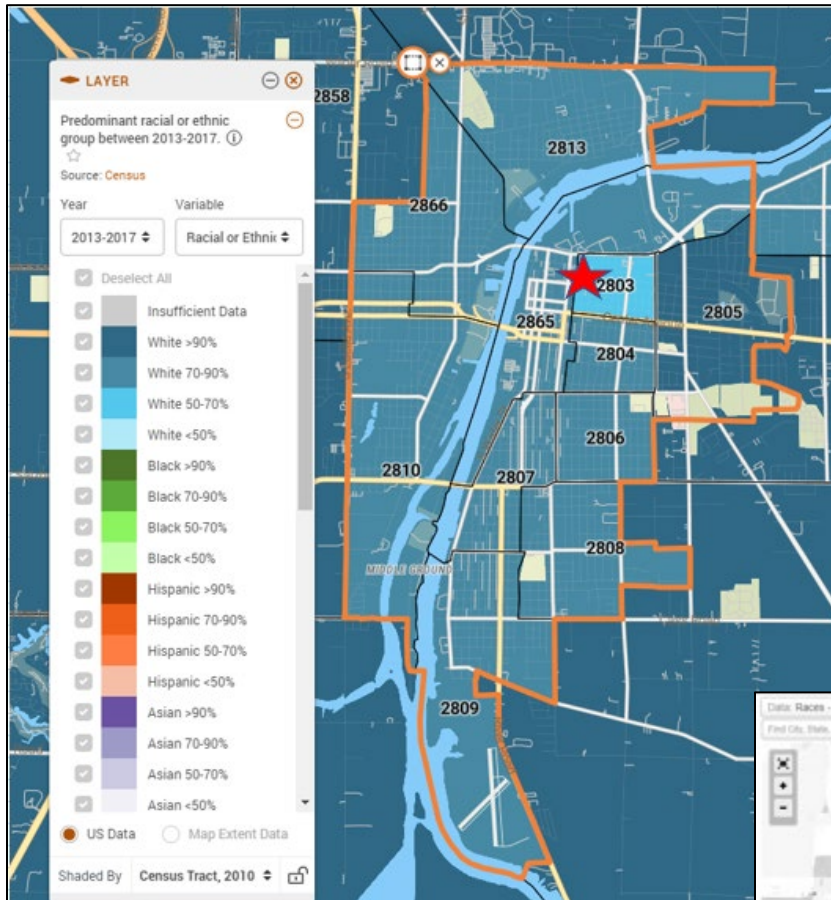 LAYER
Predominant racial or ethnic
group between 2013-2017.
Source: Census
Year Variable
2013-2017 Racial or Ethnic
Deselect All
Insufficient Data
White >90%
White 70-90%
White 50-70%
White <50%
Black >90%
Black 70-90%
Black 50-70%
Black <50%
Hispanic >90%
Hispanic 70-90%
Hispanic 50-70%
Hispanic <50%
Asian >90%
Asian 70-90%
Asian 50-70%
Asian <50%
US Data Map Extent Data
Shaded By Census Tract, 2010
2858
2813
2866
2803
2805
2865
2804
2806
2810
2807
2808
MIDDLE GROUND
2809
Data: Races -
Find City, State,